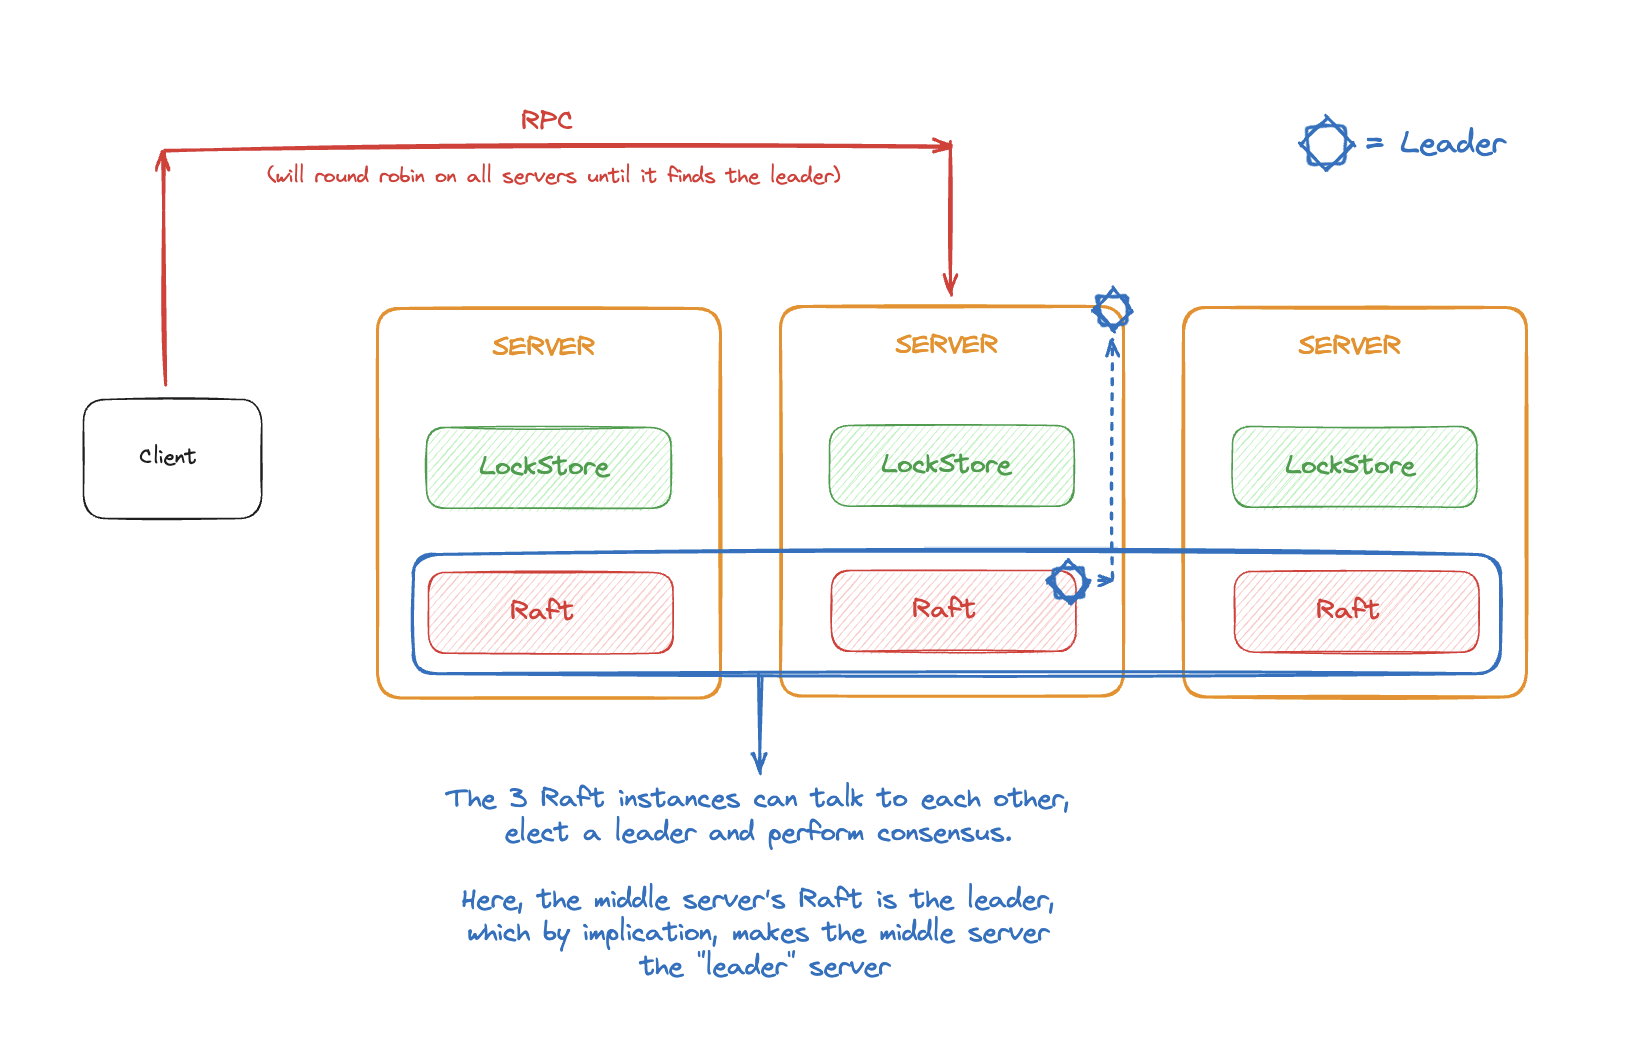 RPC
(will round robin on all servers until it finds the leader)
= Leader
SERVER
SERVER
SERVER
Client
LockStore
LockStore
LockStore
Raft
Raft
Raft
The 3 Raft instances can talk to each other,
elect a leader and perform consensus.
Here, the middle server's Raft is the leader,
which by implication, makes the middle server
the "leader" server